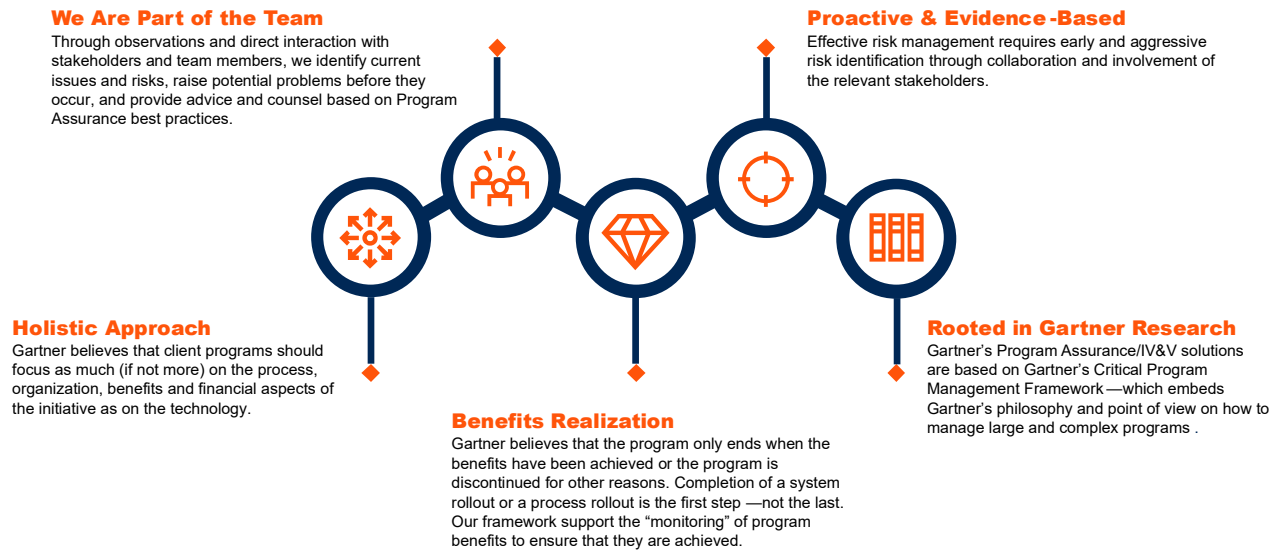 We Are Part of the Team
Through observations and direct interaction with
stakeholders and team members, we identify current
issues and risks, raise potential problems before they
occur, and provide advice and counsel based on Program
Assurance best practices.
Proactive & Evidence-Based
Effective risk management requires early and aggressive
risk identification through collaboration and involvement of
the relevant stakeholders.
Holistic Approach
Gartner believes that client programs should
focus as much (if not more) on the process,
organization, benefits and financial aspects of
the initiative as on the technology.
Benefits Realization
Gartner believes that the program only ends when the
benefits have been achieved or the program is
discontinued for other reasons. Completion of a system
rollout or a process rollout is the first step —not the last.
Our framework support the “monitoring” of program
benefits to ensure that they are achieved.
Rooted in Gartner Research
Gartner’s Program Assurance/IV&V solutions
are based on Gartner’s Critical Program
Management Framework —which embeds
Gartner’s philosophy and point of view on how to
manage large and complex programs .